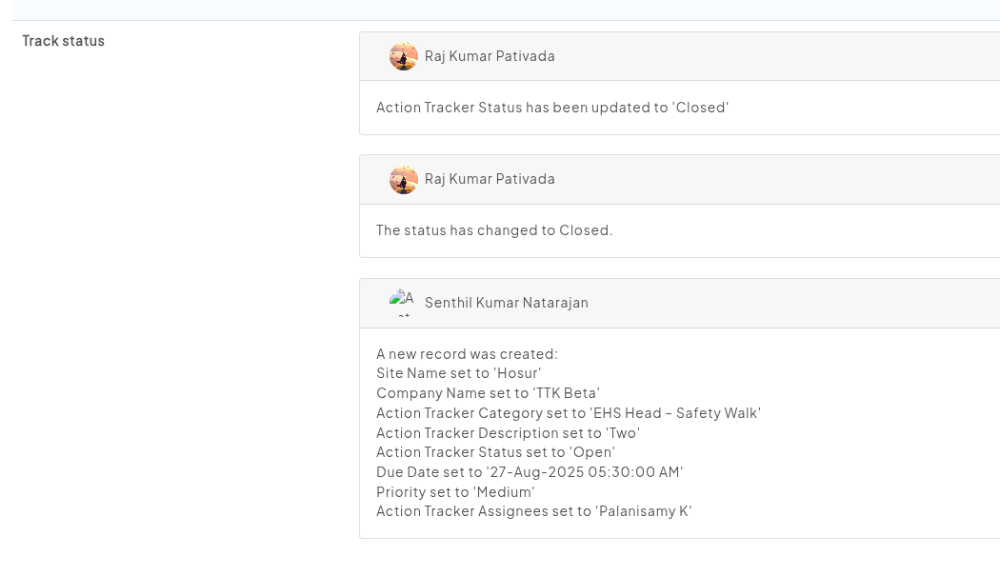 Track status
Raj Kumar Pativada
Action Tracker Status has been updated to 'Closed'
Raj Kumar Pativada
The status has changed to Closed.
Senthil Kumar Natarajan
A new record was created:
Site Name set to 'Hosur'
Company Name set to 'TTK Beta'
Action Tracker Category set to 'EHS Head – Safety Walk'
Action Tracker Description set to 'Two'
Action Tracker Status set to 'Open'
Due Date set to '27-Aug-2025 05:30:00 AM'
Priority set to 'Medium'
Action Tracker Assignees set to 'Palanisamy K'